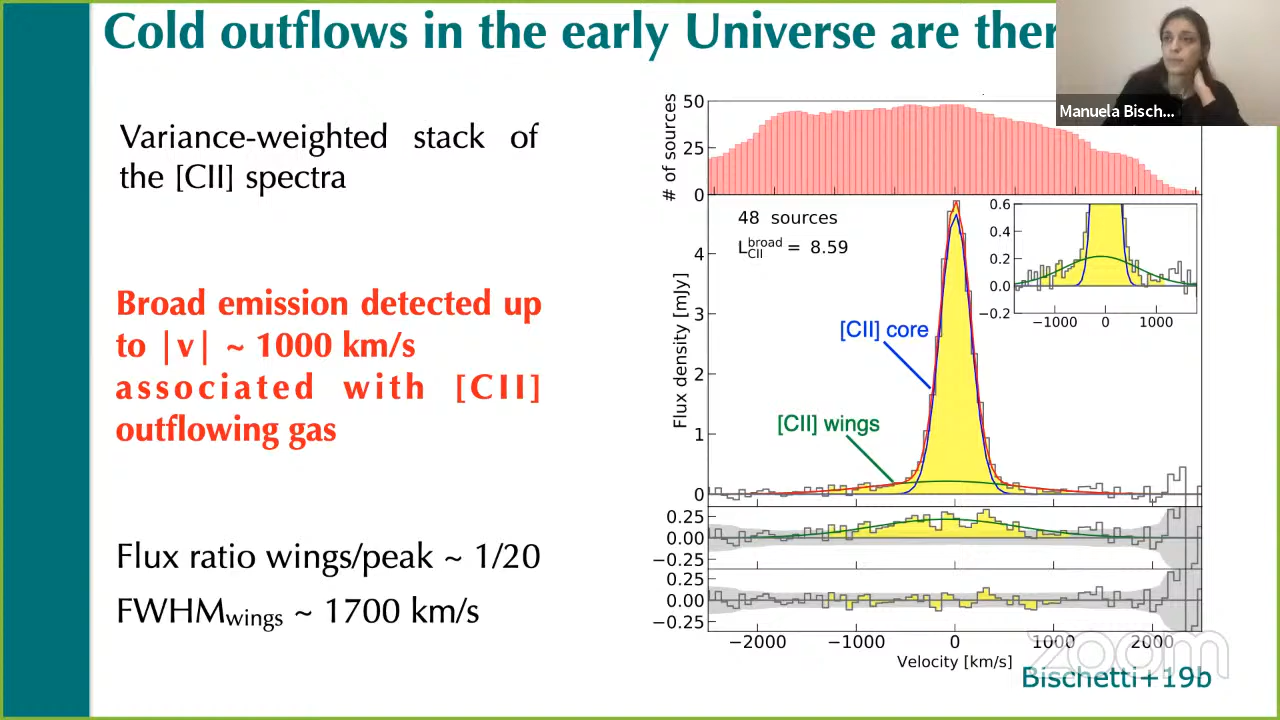 Cold outflows in the early Universe are
Manuela Bisch...
Variance-weighted stack of
the [CII] spectra
Broad emission detected up
to |v| ~ 1000 km/s
associated with [CII]
outflowing gas
Flux ratio wings/peak ~ 1/20
FWHMwings ~ 1700 km/s
# of sources
50
25
0
48 sources
L broad CII = 8.59
Flux density [mJy]
4
3
2
1
0
[CII] core
[CII] wings
0.6
0.4
0.2
0.0
−0.2
−1000 0 1000
0.25
0.00
−0.25
0.25
0.00
−0.25
−2000 −1000 0 1000 2000
Velocity [km/s]
zoom
Bischetti+19b